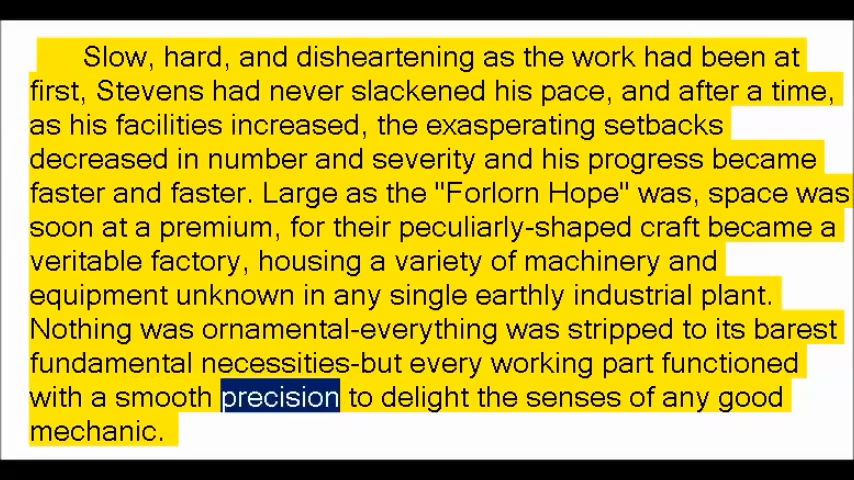 Slow, hard, and disheartening as the work had been at
first, Stevens had never slackened his pace, and after a time,
as his facilities increased, the exasperating setbacks
decreased in number and severity and his progress became
faster and faster. Large as the "Forlorn Hope" was, space was
soon at a premium, for their peculiarly-shaped craft became a
veritable factory, housing a variety of machinery and
equipment unknown in any single earthly industrial plant.
Nothing was ornamental-everything was stripped to its barest
fundamental necessities-but every working part functioned
with a smooth precision to delight the senses of any good
mechanic.